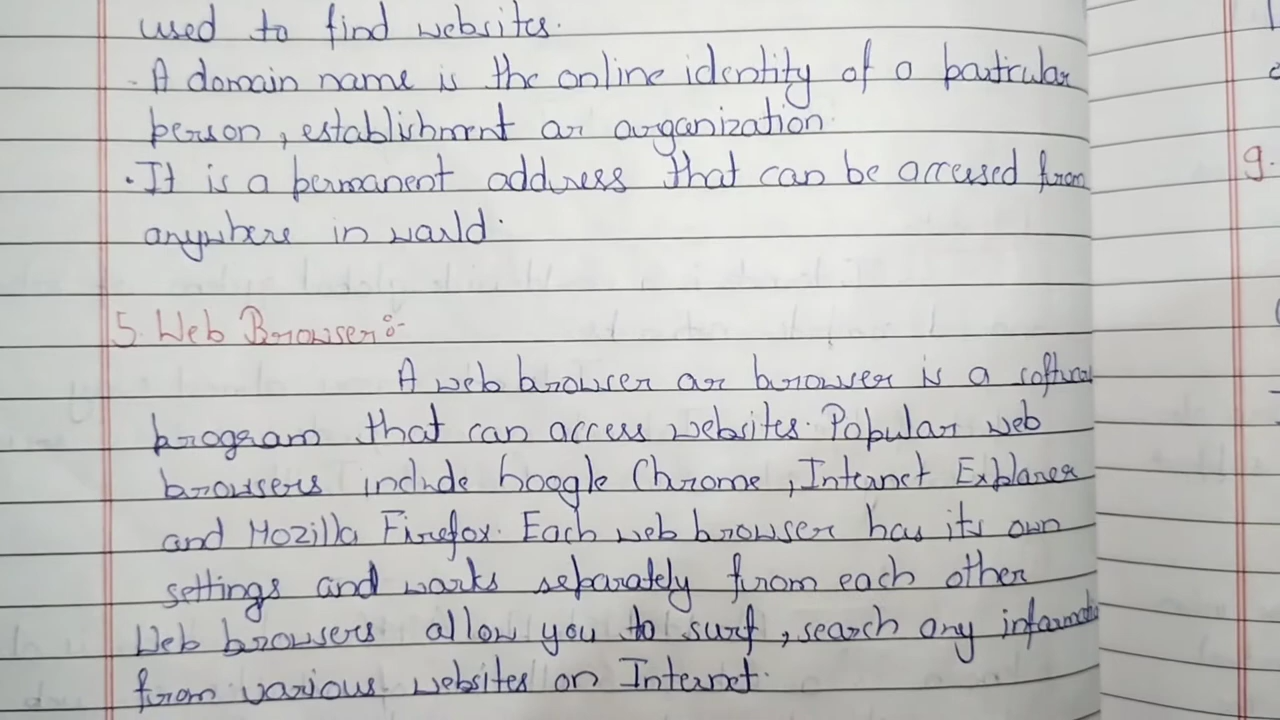 used to find websites.
- A domain name is the online identity of a particular
person, establishment or organization.
• It is a permanent address that can be accessed from
anywhere in world.
5. Web Browser :-
A web browser or browser is a software
program that can access websites. Popular web
browsers include Google Chrome, Internet Explorer
and Mozilla Firefox. Each web browser has its own
settings and works separately from each other
Web browsers allow you to surf, search any information
from various websites on Internet.
9.